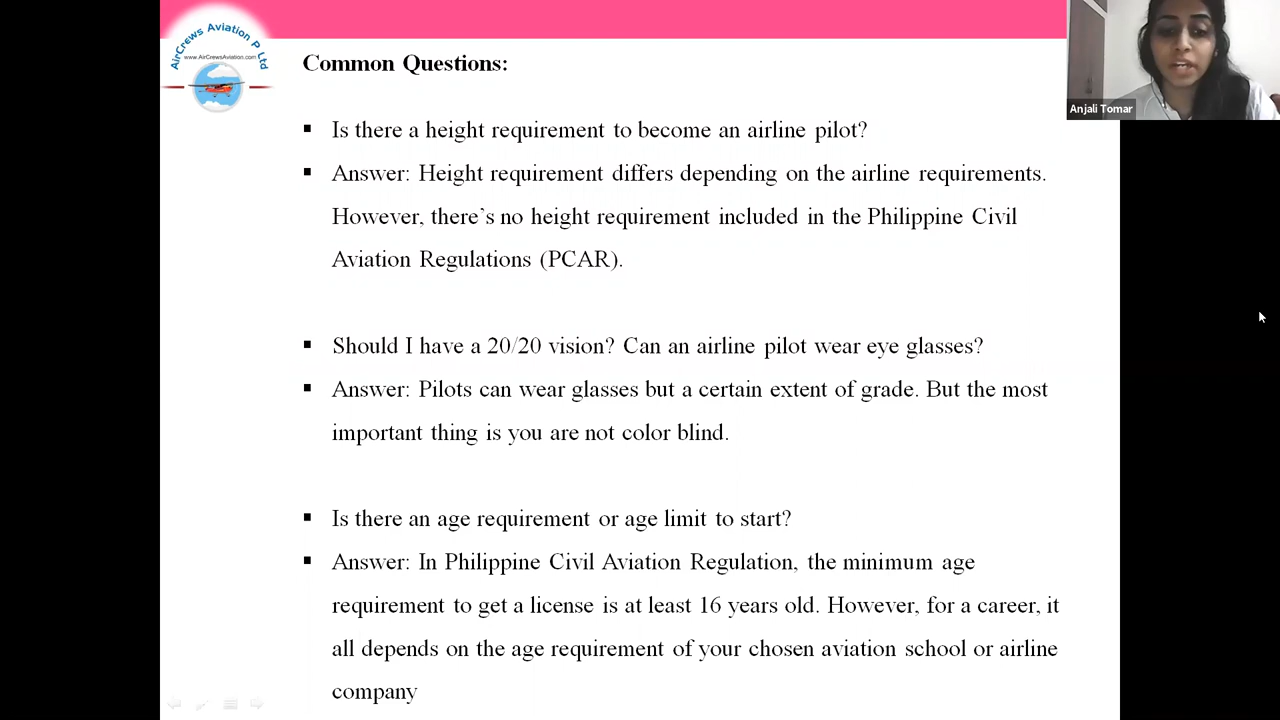 AirCrews Aviation P Ltd
www.AirCrewsAviation.com
Anjali Tomar
Common Questions:
▪ Is there a height requirement to become an airline pilot?
▪ Answer: Height requirement differs depending on the airline requirements.
However, there's no height requirement included in the Philippine Civil
Aviation Regulations (PCAR).
▪ Should I have a 20/20 vision? Can an airline pilot wear eye glasses?
▪ Answer: Pilots can wear glasses but a certain extent of grade. But the most
important thing is you are not color blind.
▪ Is there an age requirement or age limit to start?
▪ Answer: In Philippine Civil Aviation Regulation, the minimum age
requirement to get a license is at least 16 years old. However, for a career, it
all depends on the age requirement of your chosen aviation school or airline
company